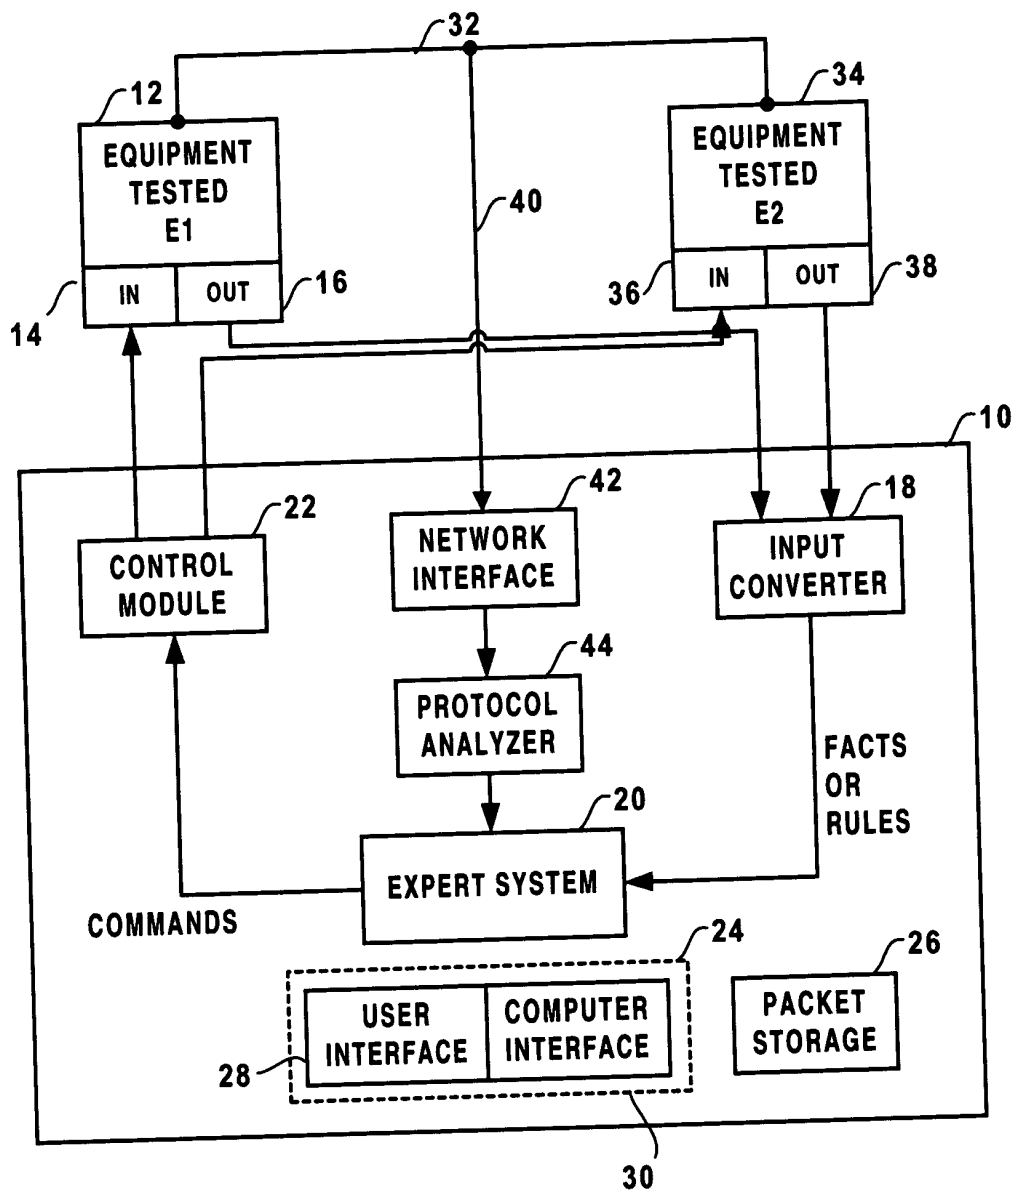 32
12
34
EQUIPMENT
TESTED
E1
EQUIPMENT
TESTED
E2
40
IN
OUT
16
14
36
IN
OUT
38
10
22
42
18
CONTROL
MODULE
NETWORK
INTERFACE
INPUT
CONVERTER
44
PROTOCOL
ANALYZER
FACTS
OR
RULES
20
EXPERT SYSTEM
COMMANDS
24
26
USER
INTERFACE
COMPUTER
INTERFACE
PACKET
STORAGE
28
30